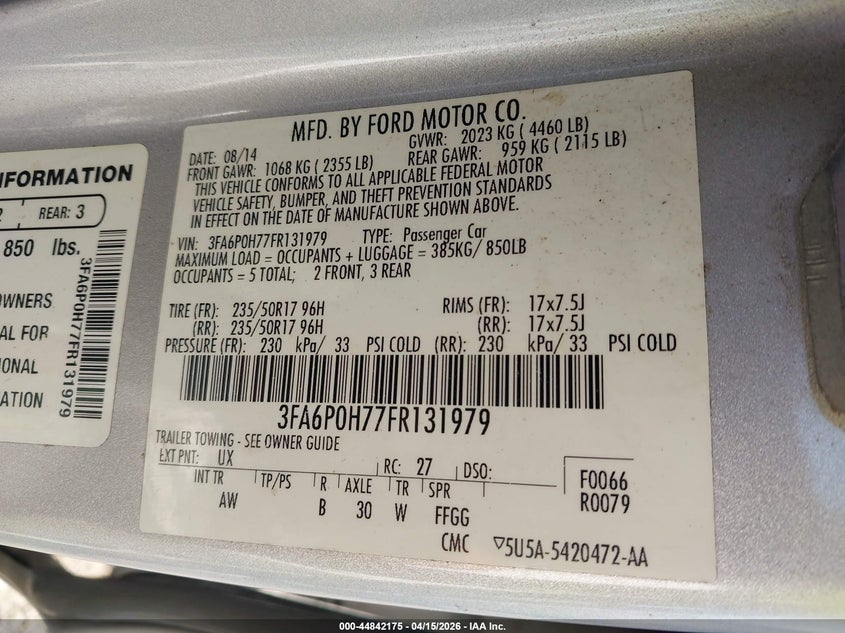 NFORMATION
2 REAR: 3
850 lbs.
OWNERS
AL FOR
IONAL
ATION
3FA6P0H77FR131979
MFD. BY FORD MOTOR CO.
DATE: 08/14 GVWR: 2023 KG ( 4460 LB)
FRONT GAWR: 1068 KG ( 2355 LB) REAR GAWR: 959 KG ( 2115 LB)
THIS VEHICLE CONFORMS TO ALL APPLICABLE FEDERAL MOTOR
VEHICLE SAFETY, BUMPER, AND THEFT PREVENTION STANDARDS
IN EFFECT ON THE DATE OF MANUFACTURE SHOWN ABOVE.
VIN: 3FA6P0H77FR131979 TYPE: Passenger Car
MAXIMUM LOAD = OCCUPANTS + LUGGAGE = 385KG/ 850LB
OCCUPANTS = 5 TOTAL; 2 FRONT, 3 REAR
TIRE (FR): 235/50R17 96H RIMS (FR): 17x7.5J
(RR): 235/50R17 96H (RR): 17x7.5J
PRESSURE (FR): 230 kPa/ 33 PSI COLD (RR): 230 kPa/ 33 PSI COLD
3FA6P0H77FR131979
TRAILER TOWING - SEE OWNER GUIDE
EXT PNT: UX RC: 27 DSO: F0066
INT TR TP/PS R AXLE TR SPR R0079
AW B 30 W FFGG
CMC ▽5U5A-5420472-AA
000-44842175 — 04/15/2026 — IAA Inc.